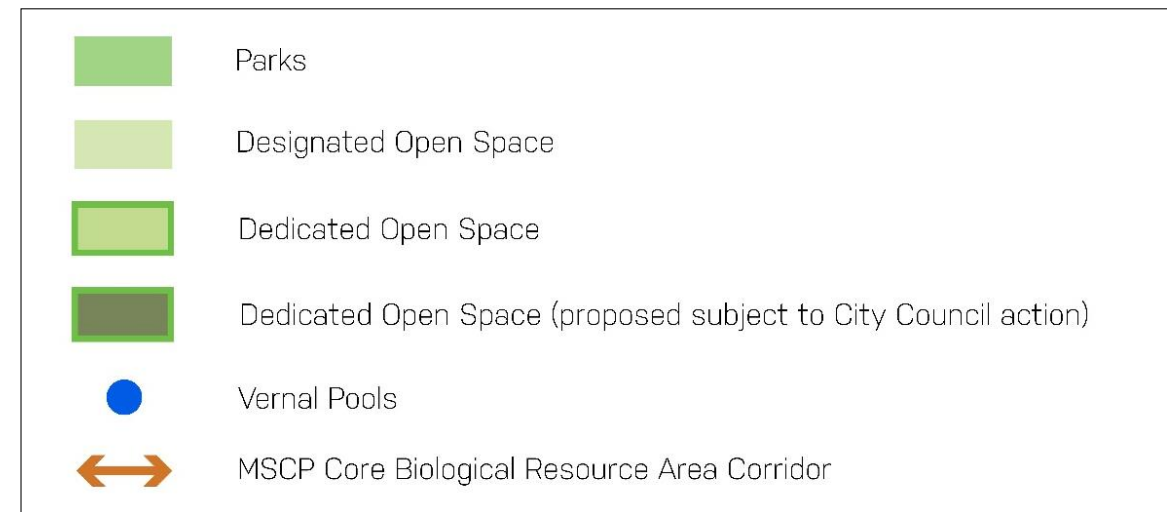 Parks
Designated Open Space
Dedicated Open Space
Dedicated Open Space (proposed subject to City Council action)
Vernal Pools
MSCP Core Biological Resource Area Corridor